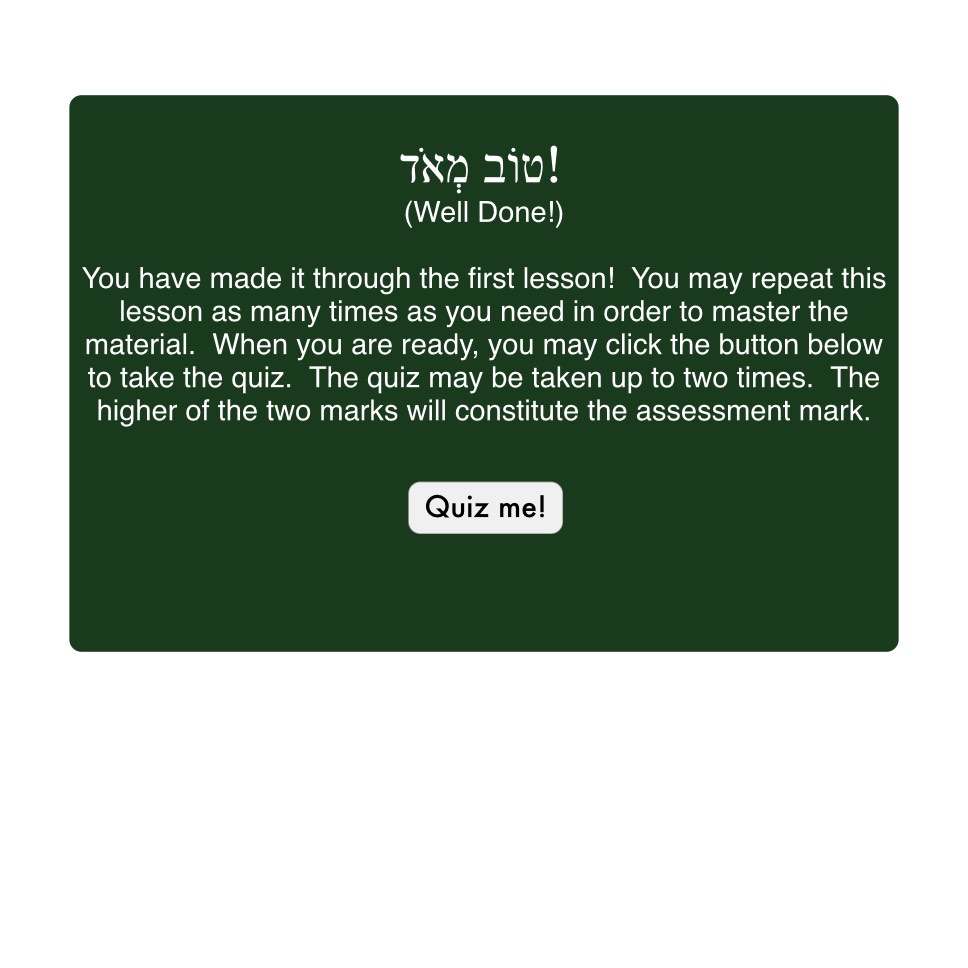 טוֹב מְאֹד!
(Well Done!)
You have made it through the first lesson!  You may repeat this
lesson as many times as you need in order to master the
material.  When you are ready, you may click the button below
to take the quiz.  The quiz may be taken up to two times.  The
higher of the two marks will constitute the assessment mark.
Quiz me!